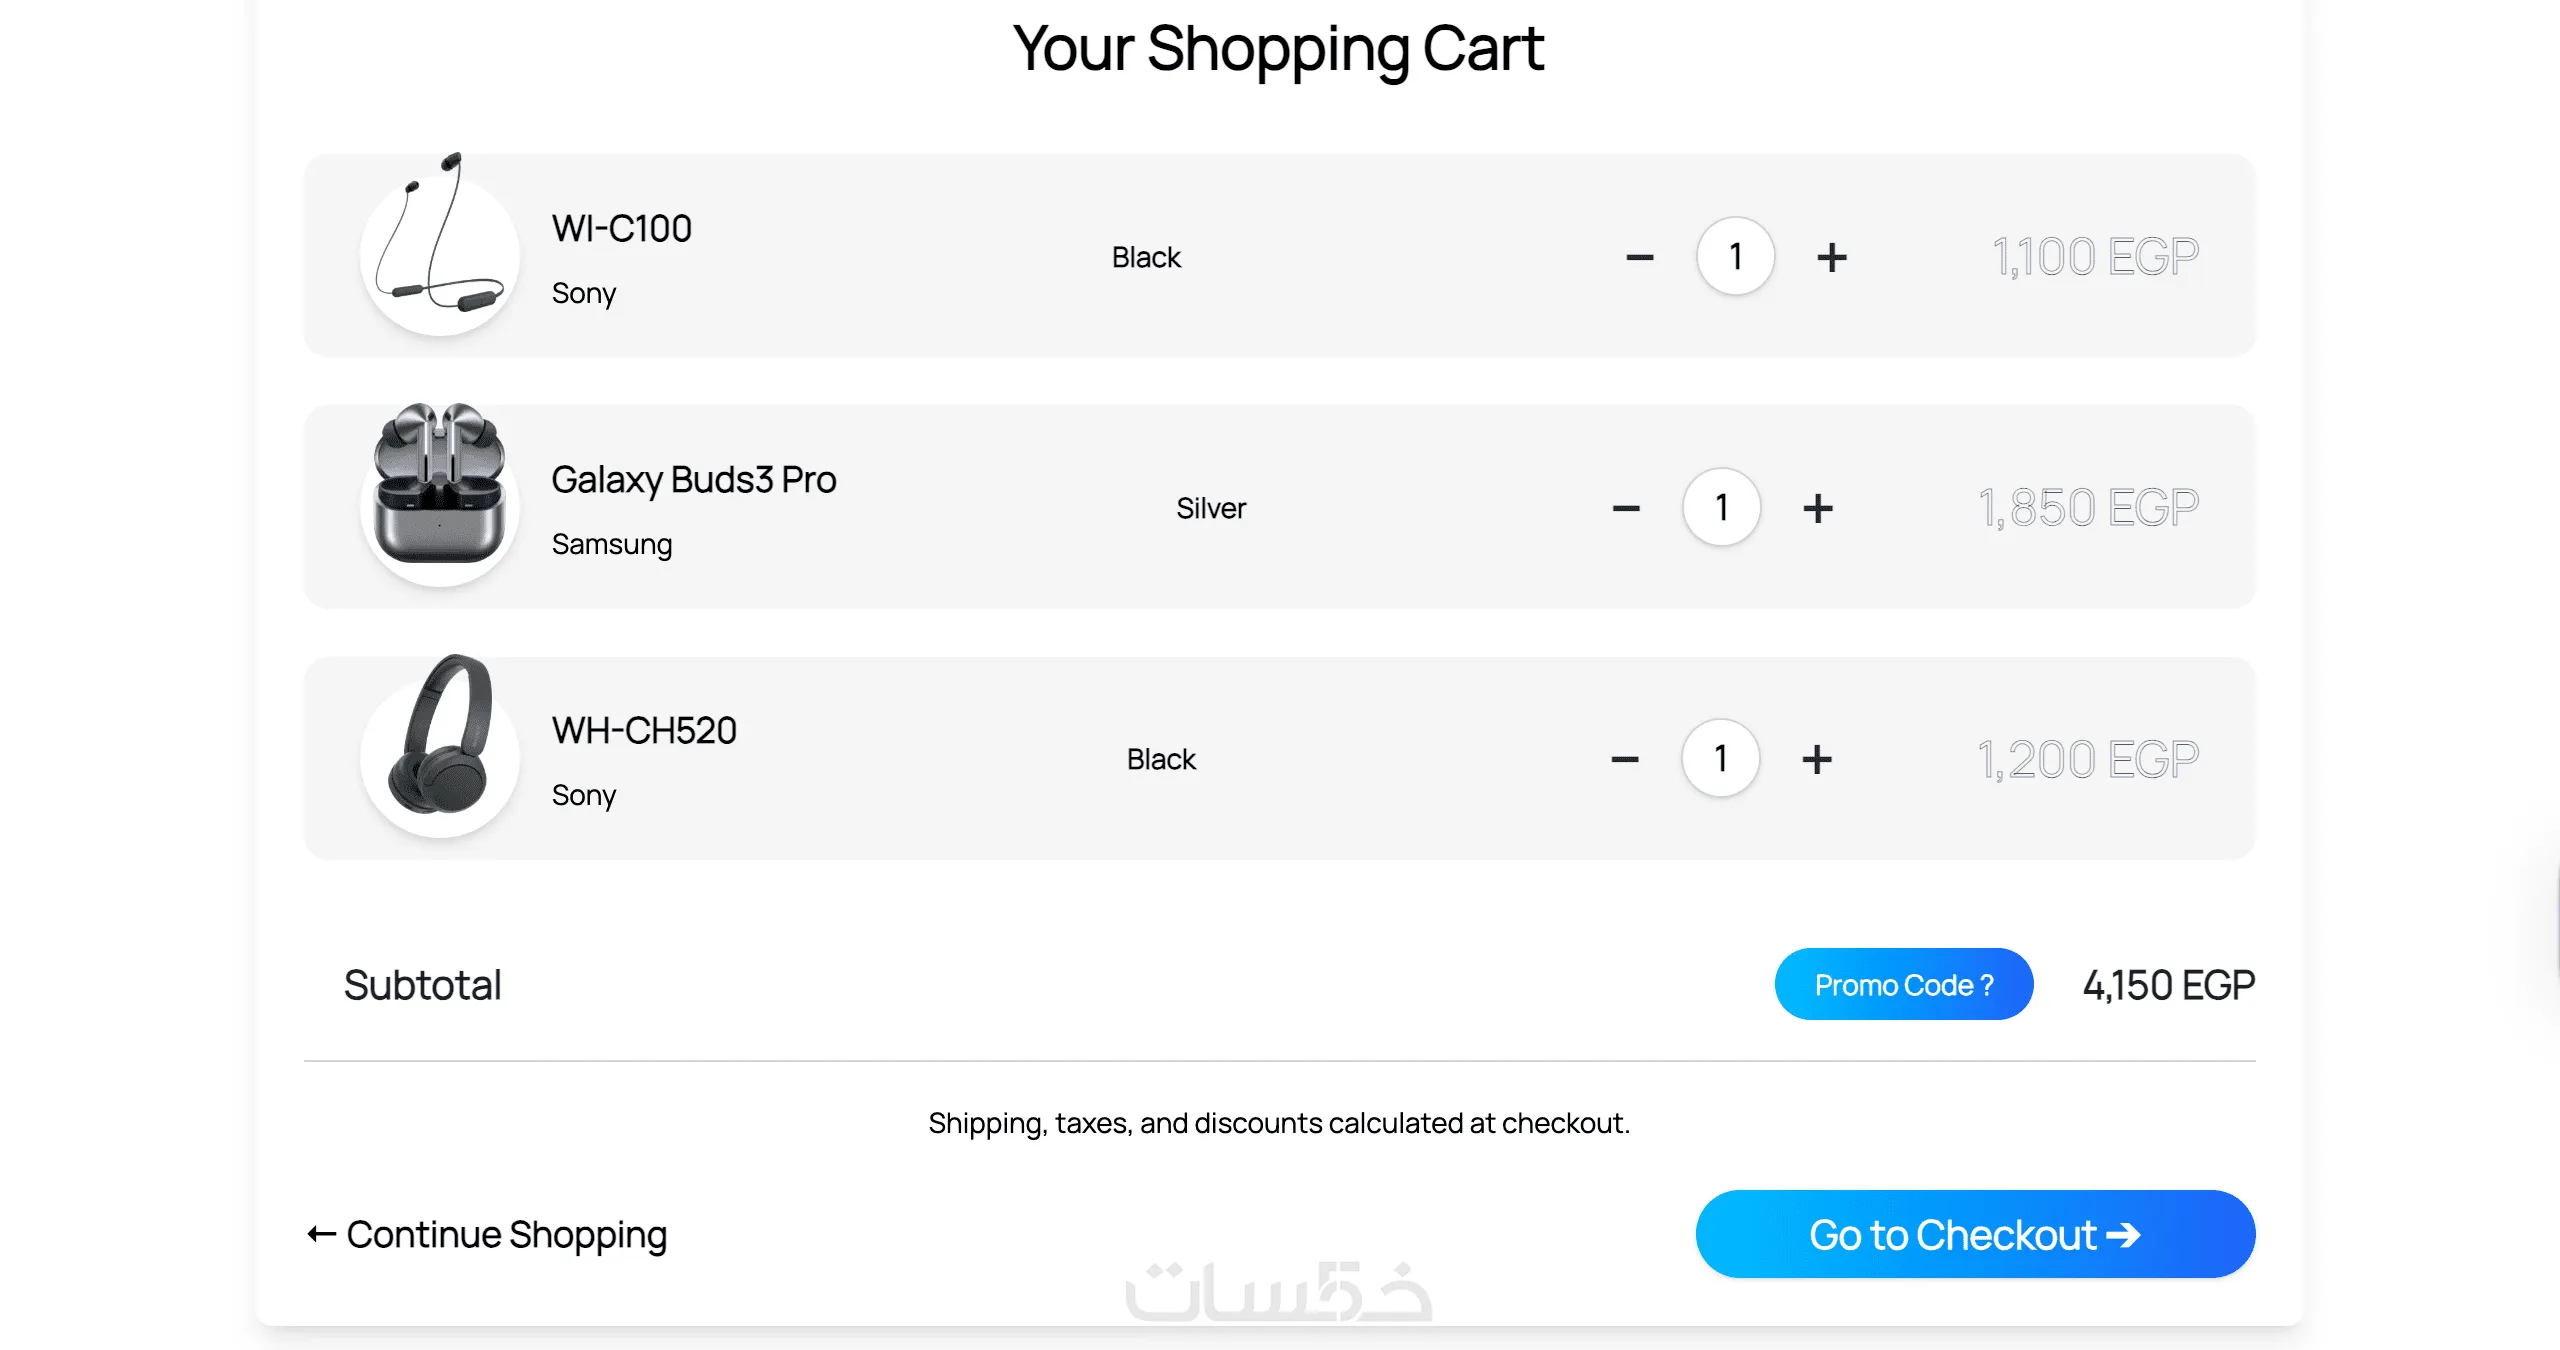 Your Shopping Cart
WI-C100
Sony
Black
− 1 +
1,100 EGP
Galaxy Buds3 Pro
Samsung
Silver
− 1 +
1,850 EGP
WH-CH520
Sony
Black
− 1 +
1,200 EGP
Subtotal
Promo Code ?
4,150 EGP
Shipping, taxes, and discounts calculated at checkout.
← Continue Shopping
Go to Checkout →
خمسات